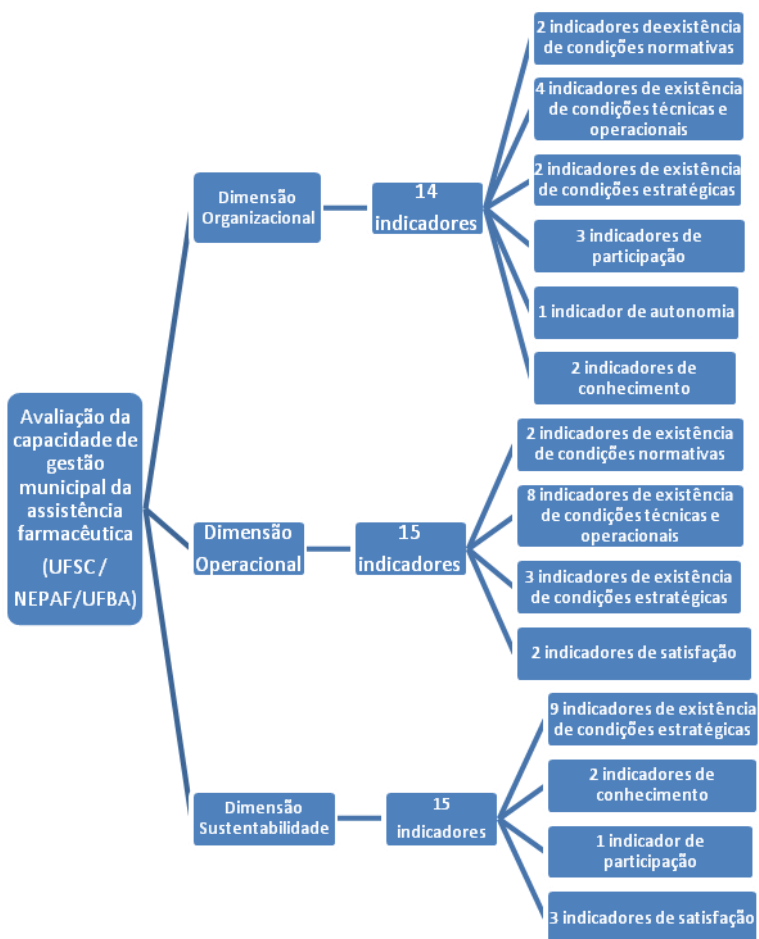 Avaliação da
capacidade de
gestão
municipal da
assistência
farmacêutica
(UFSC /
NEPAF/UFBA)
Dimensão
Organizacional
14
indicadores
2 indicadores deexistência
de condições normativas
4 indicadores de existência
de condições técnicas e
operacionais
2 indicadores de existência
de condições estratégicas
3 indicadores de
participação
1 indicador de autonomia
2 indicadores de
conhecimento
Dimensão
Operacional
15
indicadores
2 indicadores de existência
de condições normativas
8 indicadores de existência
de condições técnicas e
operacionais
3 indicadores de existência
de condições estratégicas
2 indicadores de satisfação
Dimensão
Sustentabilidade
15
indicadores
9 indicadores de existência
de condições estratégicas
2 indicadores de
conhecimento
1 indicador de
participação
3 indicadores de satisfação